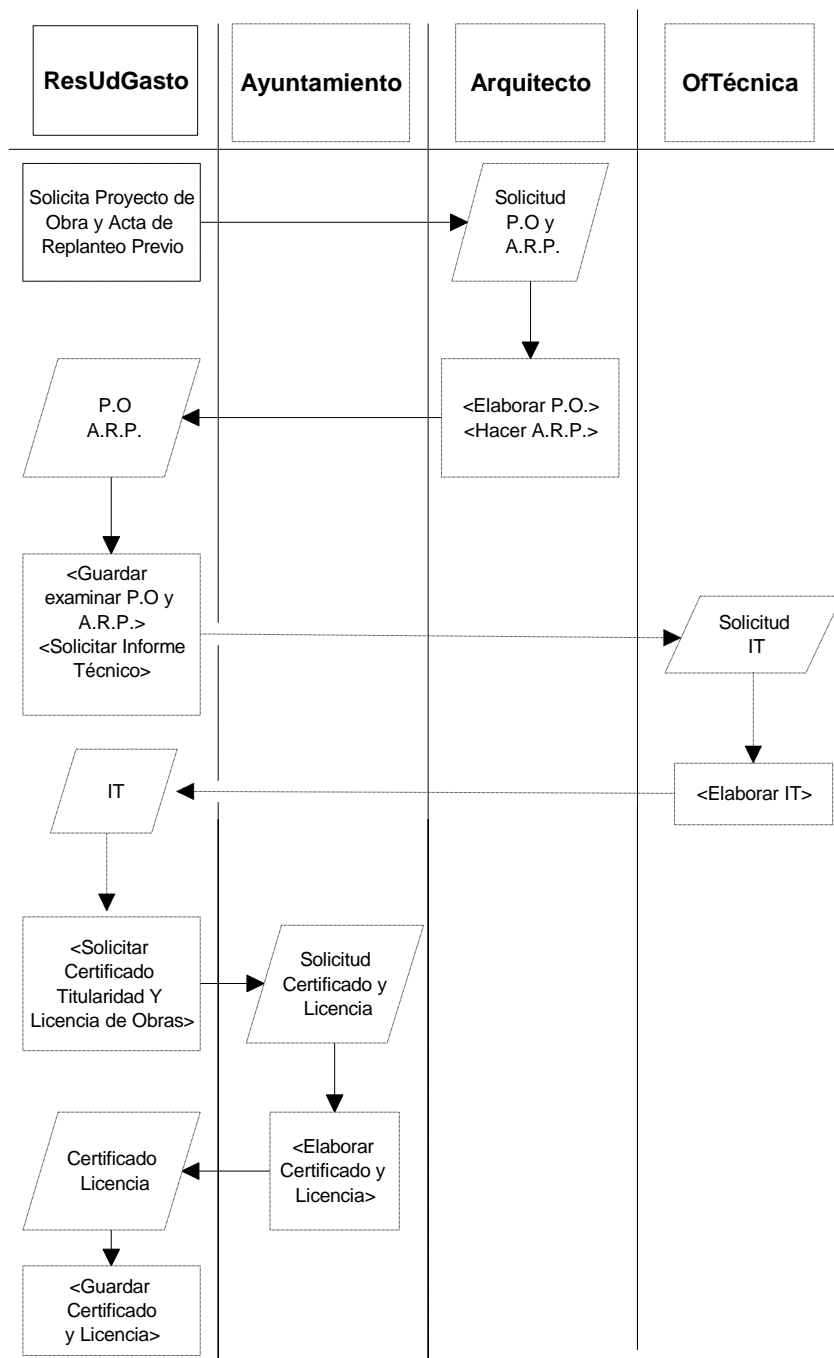 ResUdGasto
Ayuntamiento
Arquitecto
OfTécnica
Solicita Proyecto de
Obra y Acta de
Replanteo Previo
Solicitud
P.O y
A.R.P.
P.O
A.R.P.
<Elaborar P.O.>
<Hacer A.R.P.>
<Guardar
examinar P.O y
A.R.P.>
<Solicitar Informe
Técnico>
Solicitud
IT
IT
<Elaborar IT>
<Solicitar
Certificado
Titularidad Y
Licencia de Obras>
Solicitud
Certificado y
Licencia
Certificado
Licencia
<Elaborar
Certificado y
Licencia>
<Guardar
Certificado
y Licencia>